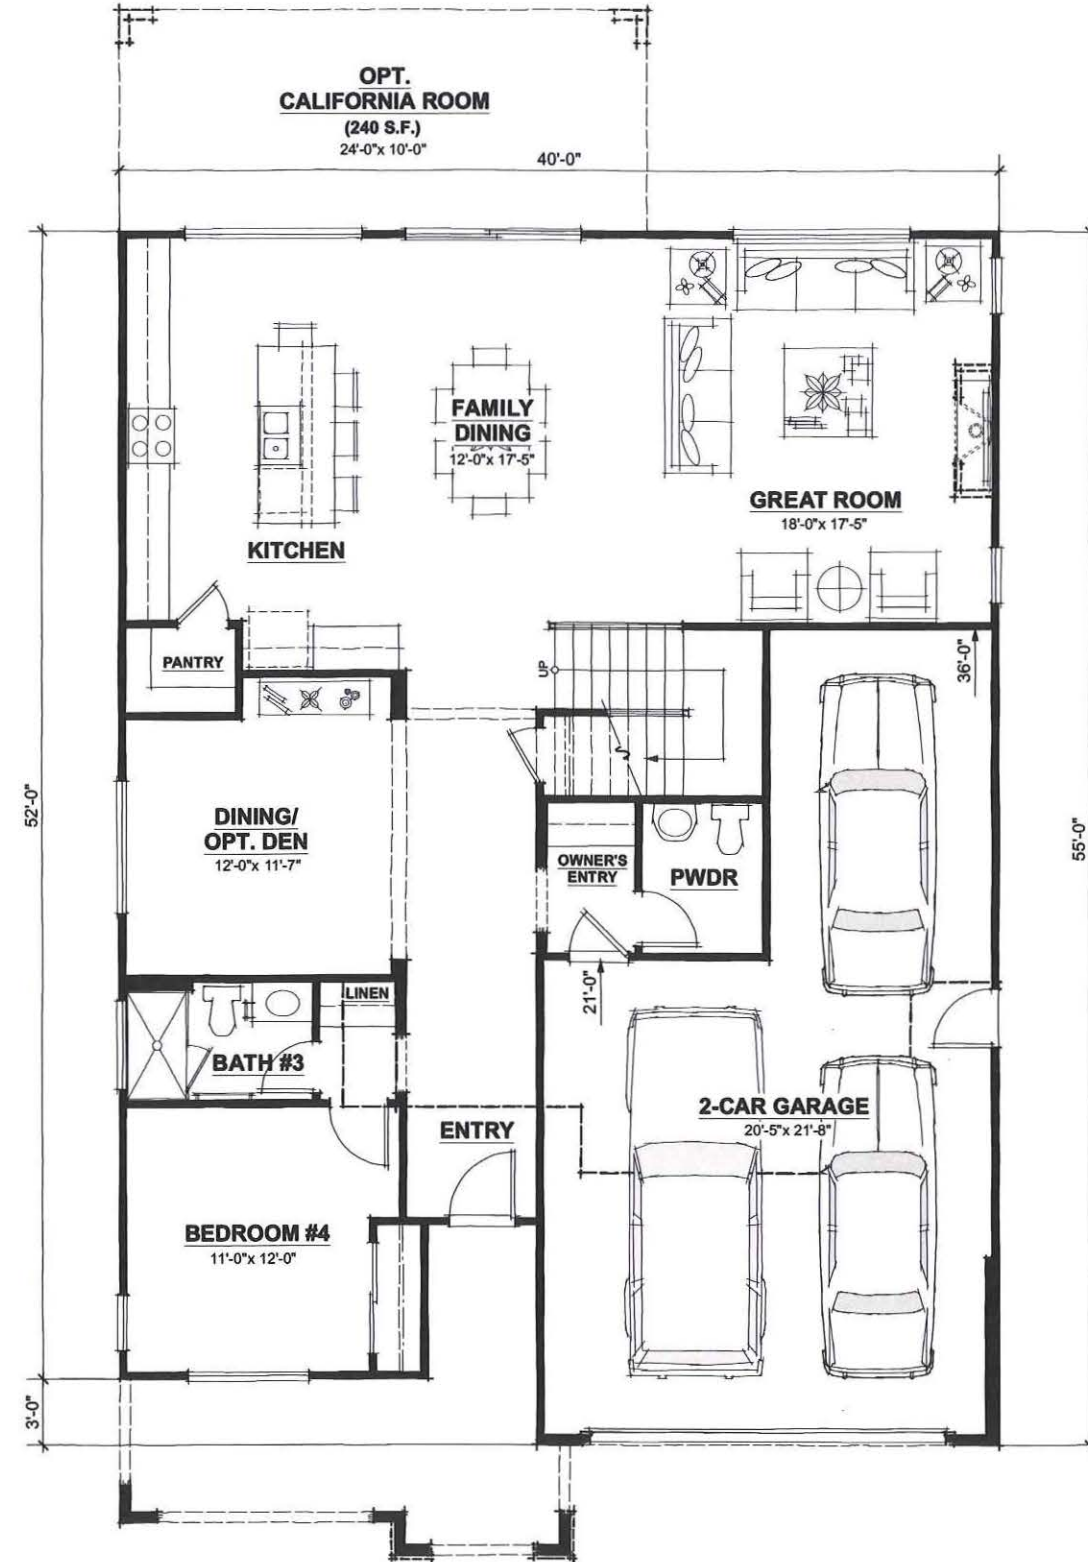 OPT.
CALIFORNIA ROOM
(240 S.F.)
24'-0"x 10'-0"
40'-0"
FAMILY
DINING
12'-0"x 17'-5"
GREAT ROOM
18'-0"x 17'-5"
KITCHEN
PANTRY
UP
36'-0"
52'-0"
DINING/
OPT. DEN
12'-0"x 11'-7"
OWNER'S
ENTRY
PWDR
55'-0"
21'-0"
LINEN
BATH #3
2-CAR GARAGE
20'-5"x 21'-8"
ENTRY
BEDROOM #4
11'-0"x 12'-0"
3'-0"